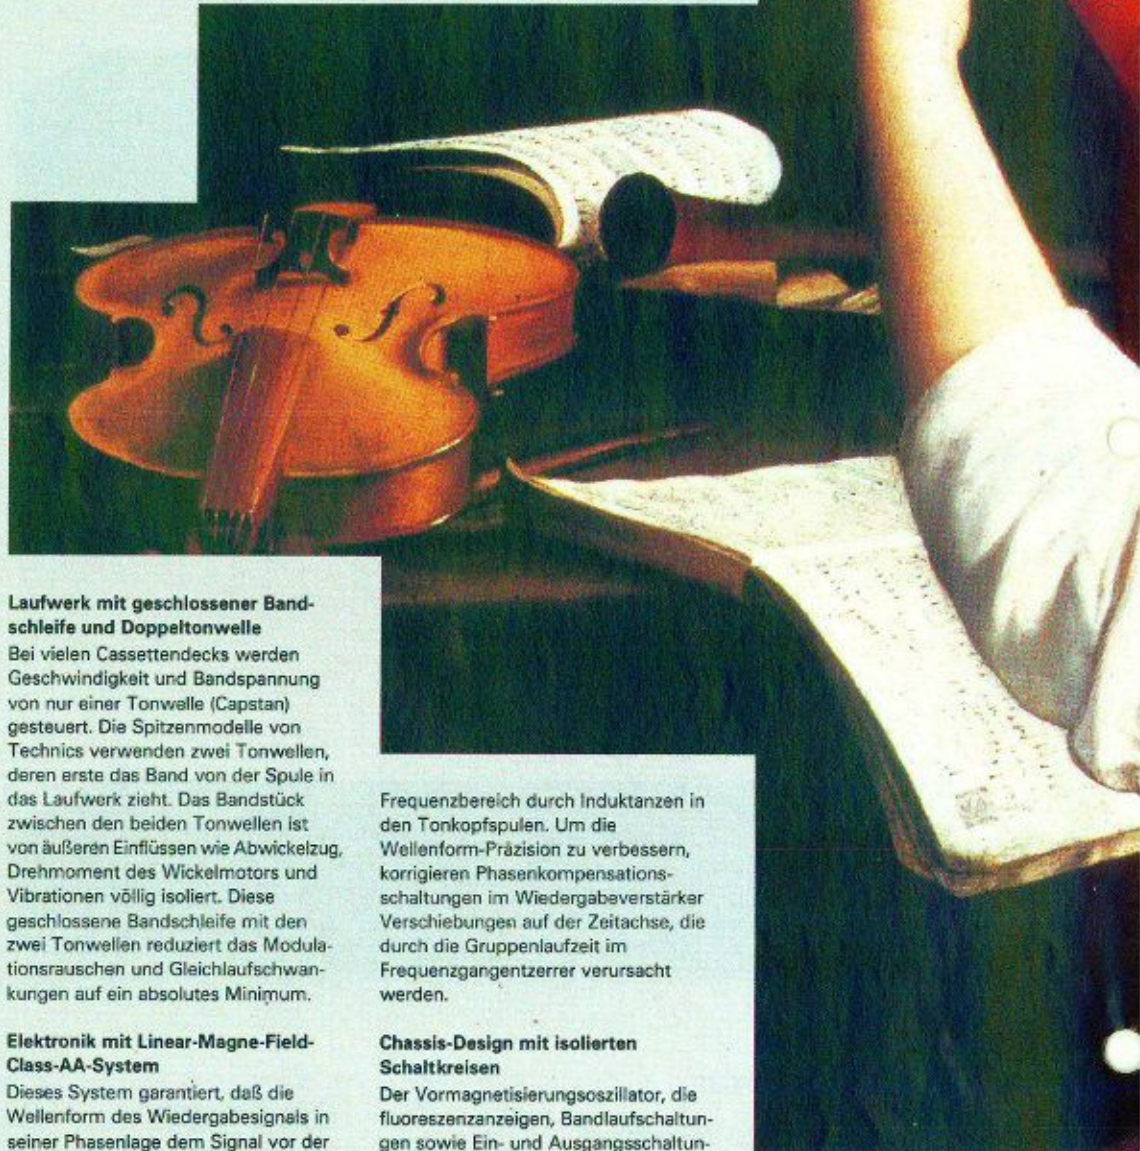 Laufwerk mit geschlossener Band-
schleife und Doppeltonwelle
Bei vielen Cassettendecks werden
Geschwindigkeit und Bandspannung
von nur einer Tonwelle (Capstan)
gesteuert. Die Spitzenmodelle von
Technics verwenden zwei Tonwellen,
deren erste das Band von der Spule in
das Laufwerk zieht. Das Bandstück
zwischen den beiden Tonwellen ist
von äußeren Einflüssen wie Abwickelzug,
Drehmoment des Wickelmotors und
Vibrationen völlig isoliert. Diese
geschlossene Bandschleife mit den
zwei Tonwellen reduziert das Modula-
tionsrauschen und Gleichlaufschwan-
kungen auf ein absolutes Minimum.
Elektronik mit Linear-Magne-Field-
Class-AA-System
Dieses System garantiert, daß die
Wellenform des Wiedergabesignals in
seiner Phasenlage dem Signal vor der
Frequenzbereich durch Induktanzen in
den Tonkopfspulen. Um die
Wellenform-Präzision zu verbessern,
korrigieren Phasenkompensations-
schaltungen im Wiedergabeverstärker
Verschiebungen auf der Zeitachse, die
durch die Gruppenlaufzeit im
Frequenzgangentzerrer verursacht
werden.
Chassis-Design mit isolierten
Schaltkreisen
Der Vormagnetisierungsoszillator, die
fluoreszenzanzeigen, Bandlaufschaltun-
gen sowie Ein- und Ausgangsschaltun-